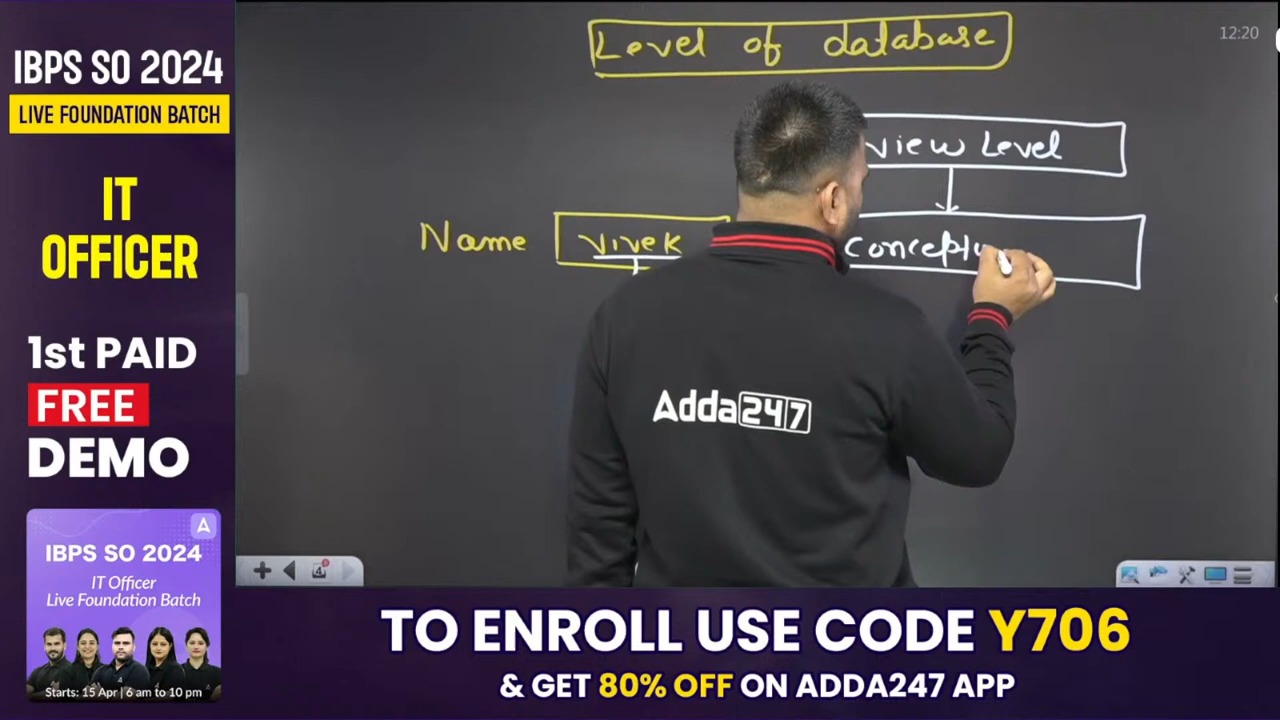 IBPS SO 2024
LIVE FOUNDATION BATCH
IT
OFFICER
1st PAID
FREE
DEMO
IBPS SO 2024
IT Officer
Live Foundation Batch
Starts: 15 Apr | 6 am to 10 pm
Level of database
12:20
view Level
Name vivek
conceptu
Adda247
4
TO ENROLL USE CODE Y706
& GET 80% OFF ON ADDA247 APP